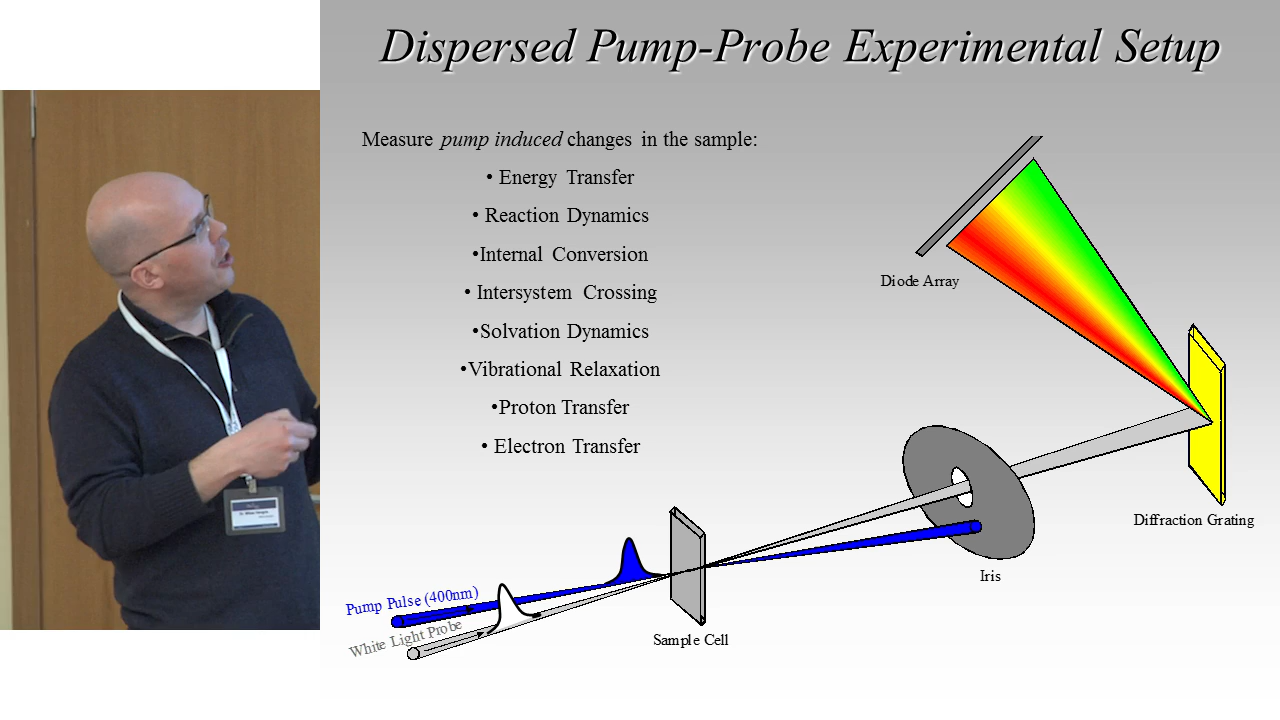 Dispersed Pump-Probe Experimental Setup
Measure pump induced changes in the sample:
• Energy Transfer
• Reaction Dynamics
•Internal Conversion
• Intersystem Crossing
•Solvation Dynamics
•Vibrational Relaxation
•Proton Transfer
• Electron Transfer
Diode Array
Diffraction Grating
Iris
Pump Pulse (400nm)
White Light Probe
Sample Cell